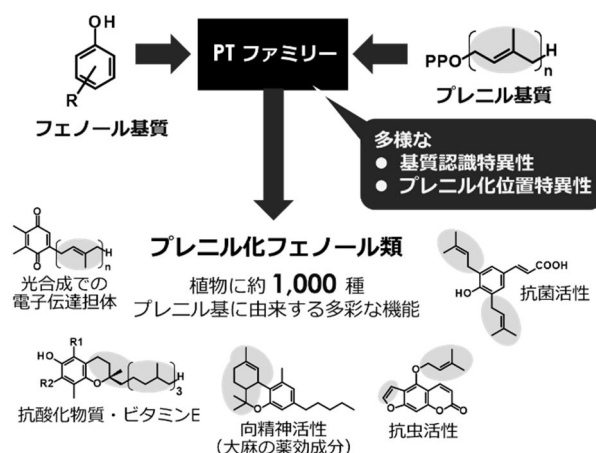 OH
R
フェノール基質
PT ファミリー
PPO
H
n
プレニル基質
多様な
● 基質認識特異性
● プレニル化位置特異性
プレニル化フェノール類
植物に約 1,000 種
プレニル基に由来する多彩な機能
O
O
H
n
光合成での
電子伝達担体
HO
COOH
抗菌活性
R1
HO
R2
O
H
3
抗酸化物質・ビタミンE
O
向精神活性
(大麻の薬効成分)
O
O
O
O
抗虫活性